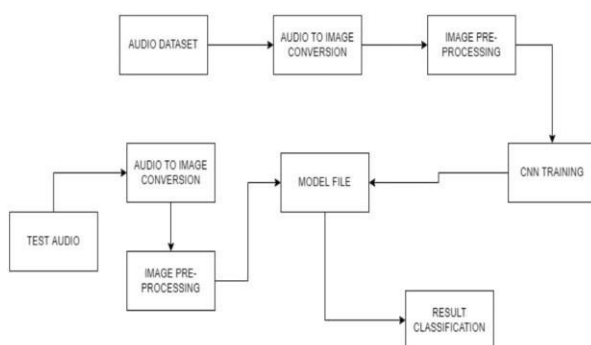 AUDIO DATASET
AUDIO TO IMAGE
CONVERSION
IMAGE PRE-
PROCESSING
AUDIO TO IMAGE
CONVERSION
MODEL FILE
CNN TRAINING
TEST AUDIO
IMAGE PRE-
PROCESSING
RESULT
CLASSIFICATION